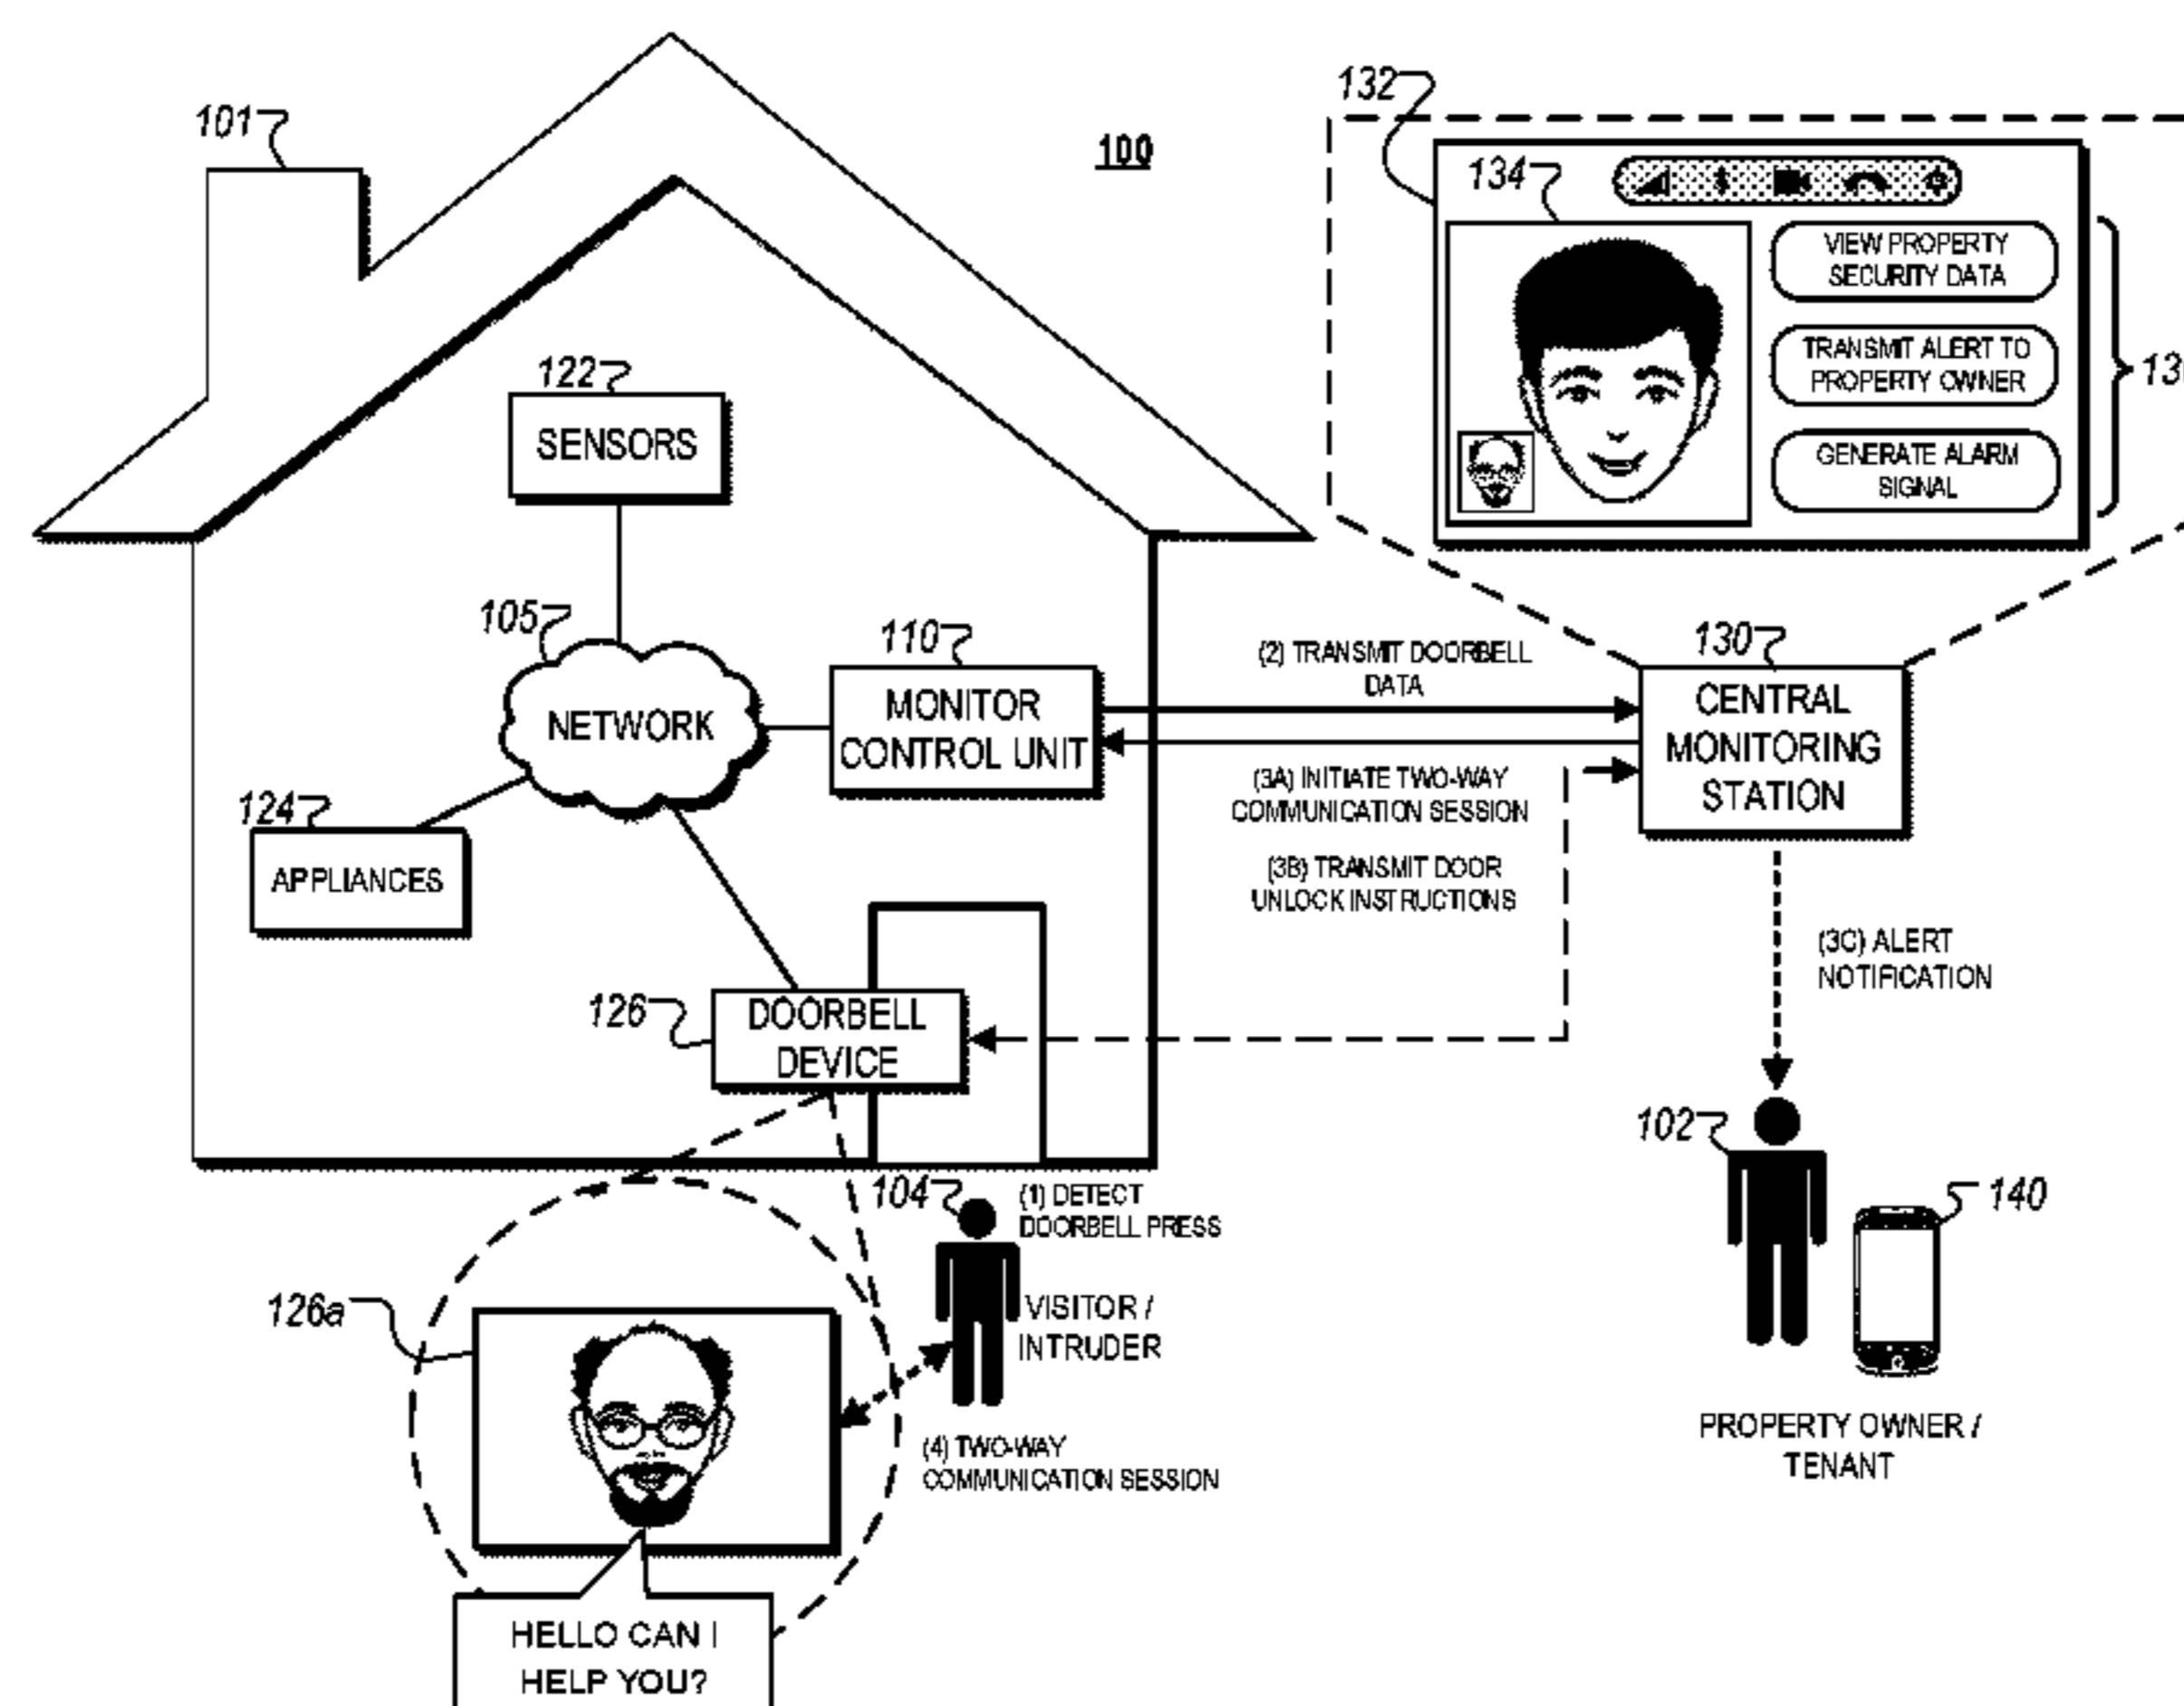 101
100
132
134
VIEW PROPERTY
SECURITY DATA
TRANSMIT ALERT TO
PROPERTY OWNER
GENERATE ALARM
SIGNAL
122
SENSORS
105
NETWORK
110
MONITOR
CONTROL UNIT
(2) TRANSMIT DOORBELL
DATA
130
CENTRAL
MONITORING
STATION
(3A) INITIATE TWO-WAY
COMMUNICATION SESSION
(3B) TRANSMIT DOOR
UNLOCK INSTRUCTIONS
124
APPLIANCES
(3C) ALERT
NOTIFICATION
126
DOORBELL
DEVICE
102
140
PROPERTY OWNER /
TENANT
104
(1) DETECT
DOORBELL PRESS
VISITOR /
INTRUDER
126a
(4) TWO-WAY
COMMUNICATION SESSION
HELLO CAN I
HELP YOU?